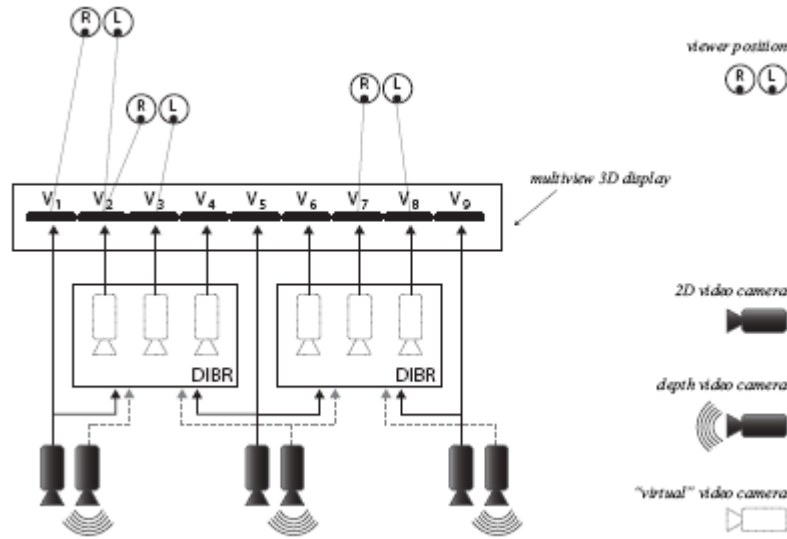 R L
viewer position
R L
R L
R L
multiview 3D display
V1 V2 V3 V4 V5 V6 V7 V8 V9
2D video camera
DIBR
DIBR
depth video camera
"virtual" video camera